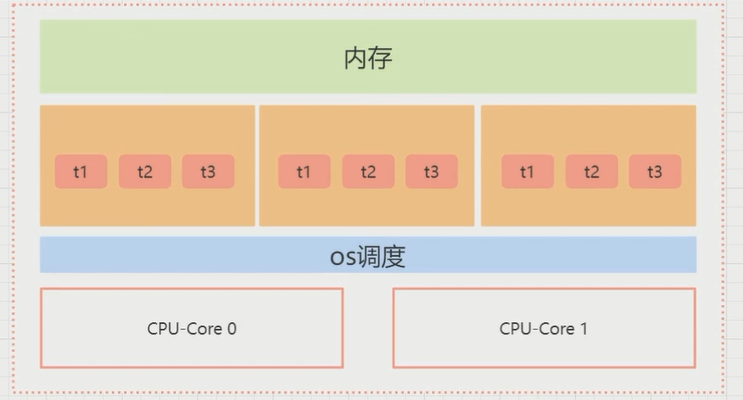 内存
t1 t2 t3 t1 t2 t3 t1 t2 t3
os调度
CPU-Core 0 CPU-Core 1